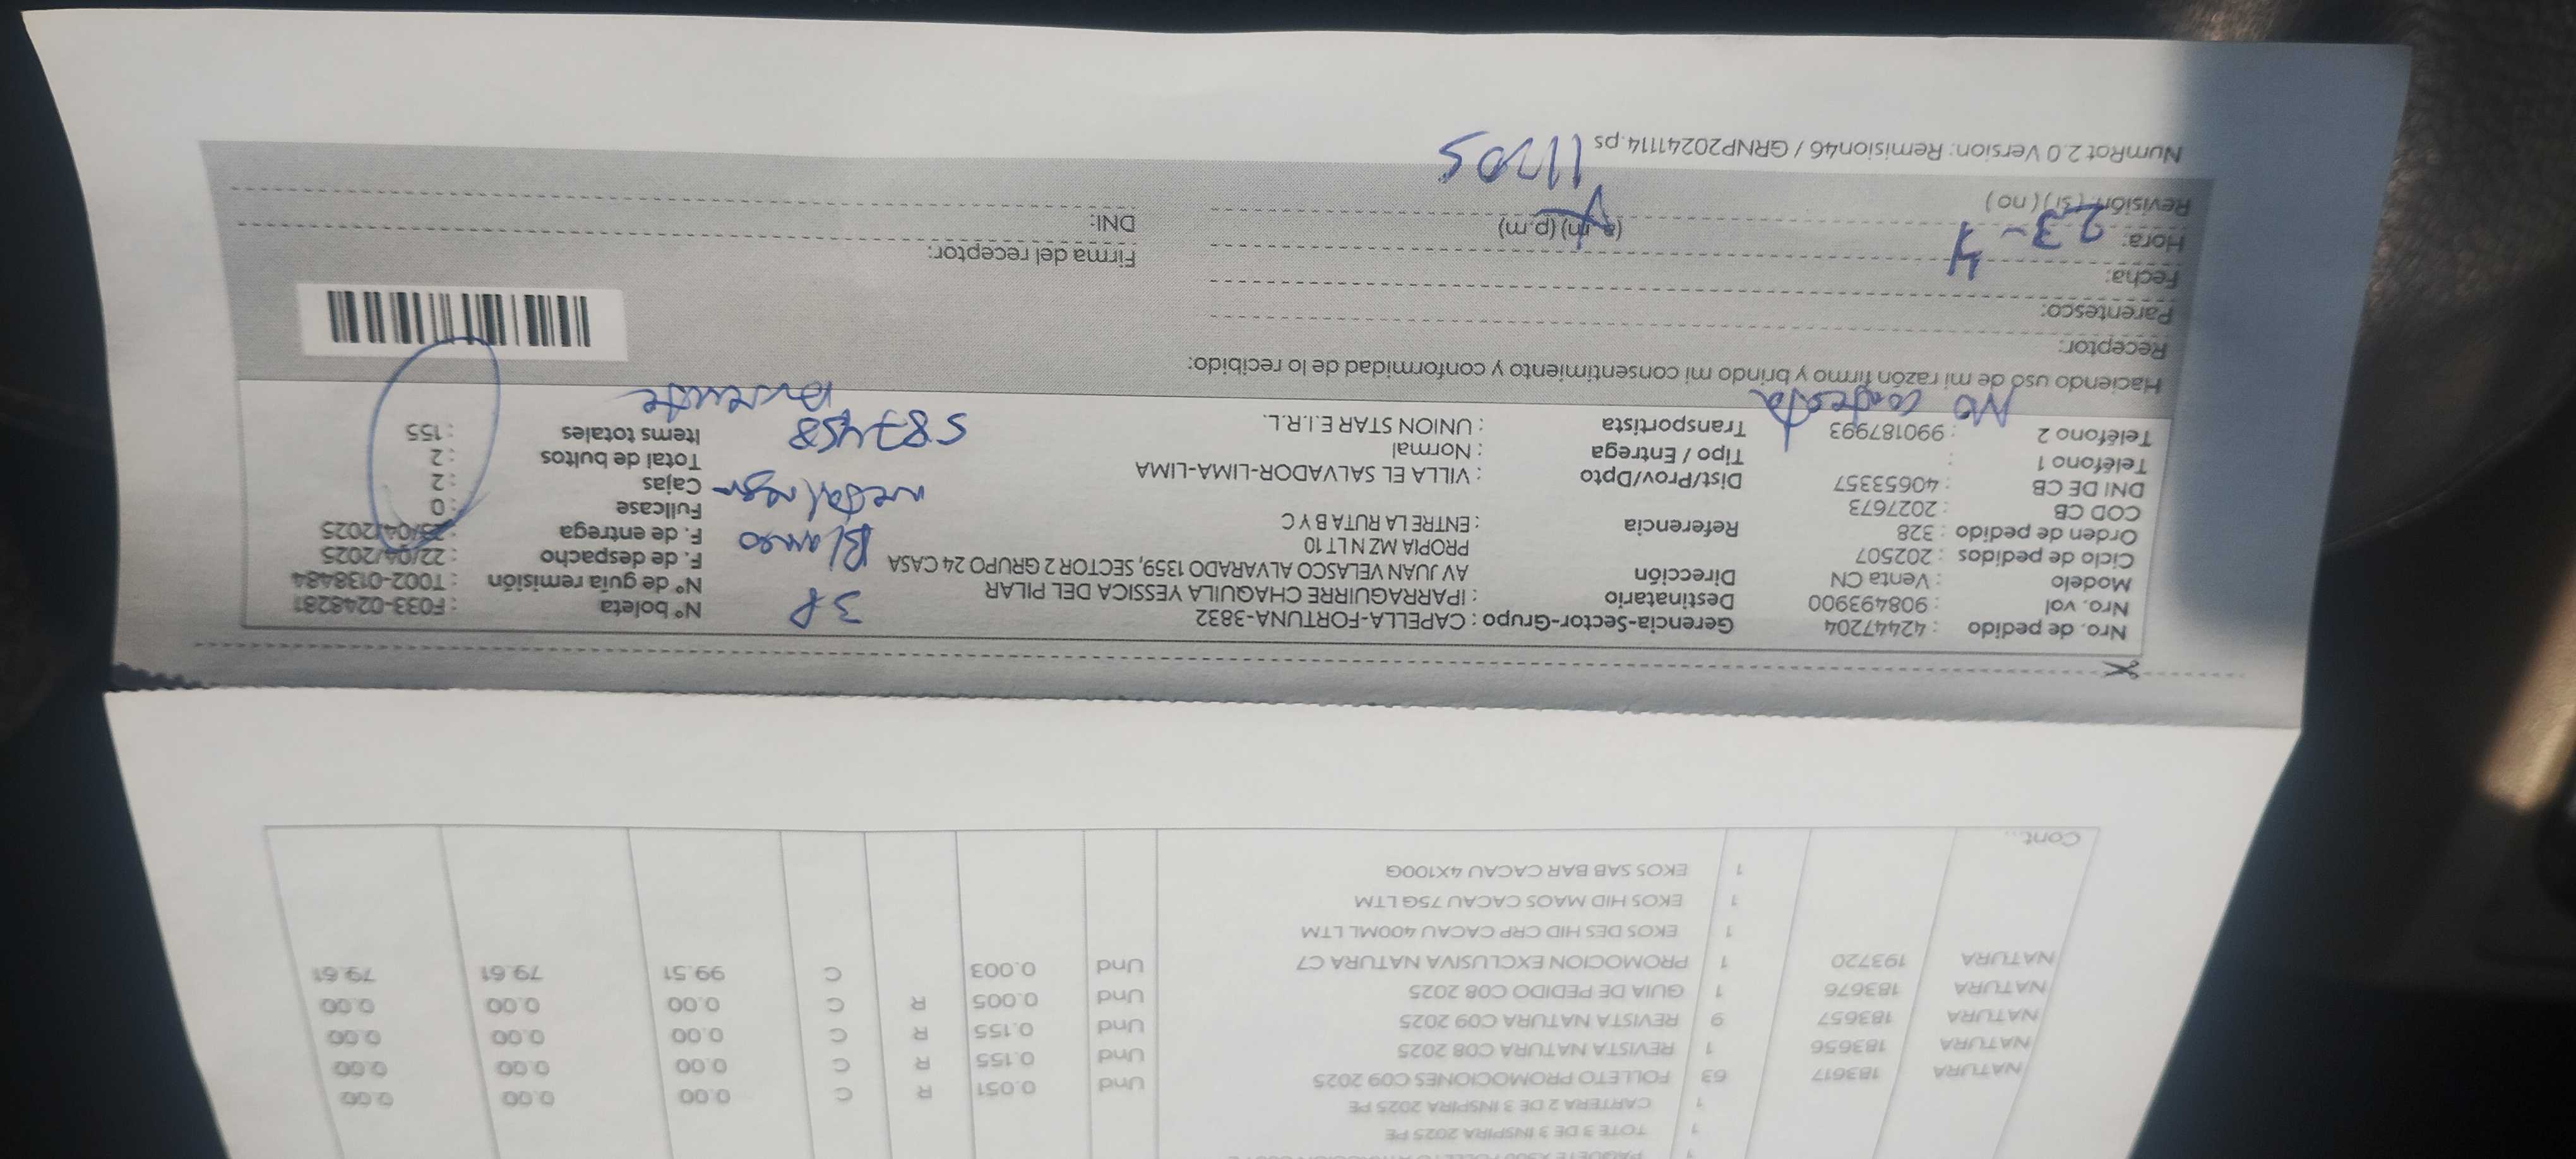 1 TOTE 3 DE 3 INSPIRA 2025 PE
1 CARTERA 2 DE 3 INSPIRA 2025 PE
NATURA 183617 63 FOLLETO PROMOCIONES C09 2025 Und 0.051 R C 0.00 0.00 0.00
NATURA 183656 1 REVISTA NATURA C08 2025 Und 0.155 R C 0.00 0.00 0.00
NATURA 183657 9 REVISTA NATURA C09 2025 Und 0.155 R C 0.00 0.00 0.00
NATURA 183676 1 GUIA DE PEDIDO C08 2025 Und 0.005 R C 0.00 0.00 0.00
NATURA 193720 1 PROMOCION EXCLUSIVA NATURA C7 Und 0.003 C 99.51 79.61 79.61
1 EKOS HID DES CRP CACAU 400ML LTM
1 EKOS HID MAOS CACAU 75G LTM
1 EKOS SAB BAR CACAU 4X100G
Cont...
Nro. de pedido : 42447204 Gerencia-Sector-Grupo : CAPELLA-FORTUNA-3832 3P Nº boleta : F033-0248281
Nro. vol : 908493900 Destinatario : IPARRAGUIRRE CHAQUILA YESSICA DEL PILAR Nº de guía remisión : T002-0138484
Modelo : Venta CN Dirección AV JUAN VELASCO ALVARADO 1359, SECTOR 2 GRUPO 24 CASA Blanco F. de despacho : 22/04/2025
Ciclo de pedidos : 202507 PROPIA MZ N LT 10 F. de entrega : 23/04/2025
Orden de pedido : 328 Referencia : ENTRE LA RUTA B Y C Fullcase : 0
COD CB : 2027673 metal negro Cajas : 2
DNI DE CB : 40653357 Dist/Prov/Dpto : VILLA EL SALVADOR-LIMA-LIMA Total de bultos : 2
Teléfono 1 : Tipo / Entrega : Normal 587458 Items totales : 155
Teléfono 2 : 990187993 Transportista : UNION STAR E.I.R.L.
No contesta
Haciendo uso de mi razón firmo y brindo mi consentimiento y conformidad de lo recibido:
Receptor:
Parentesco:
Fecha: 23-4 Firma del receptor:
Hora: (a. m) (p.m) DNI:
Revisión ( si ) ( no )
NumRot 2.0 Version: Remision46 / GRNP20241114.ps